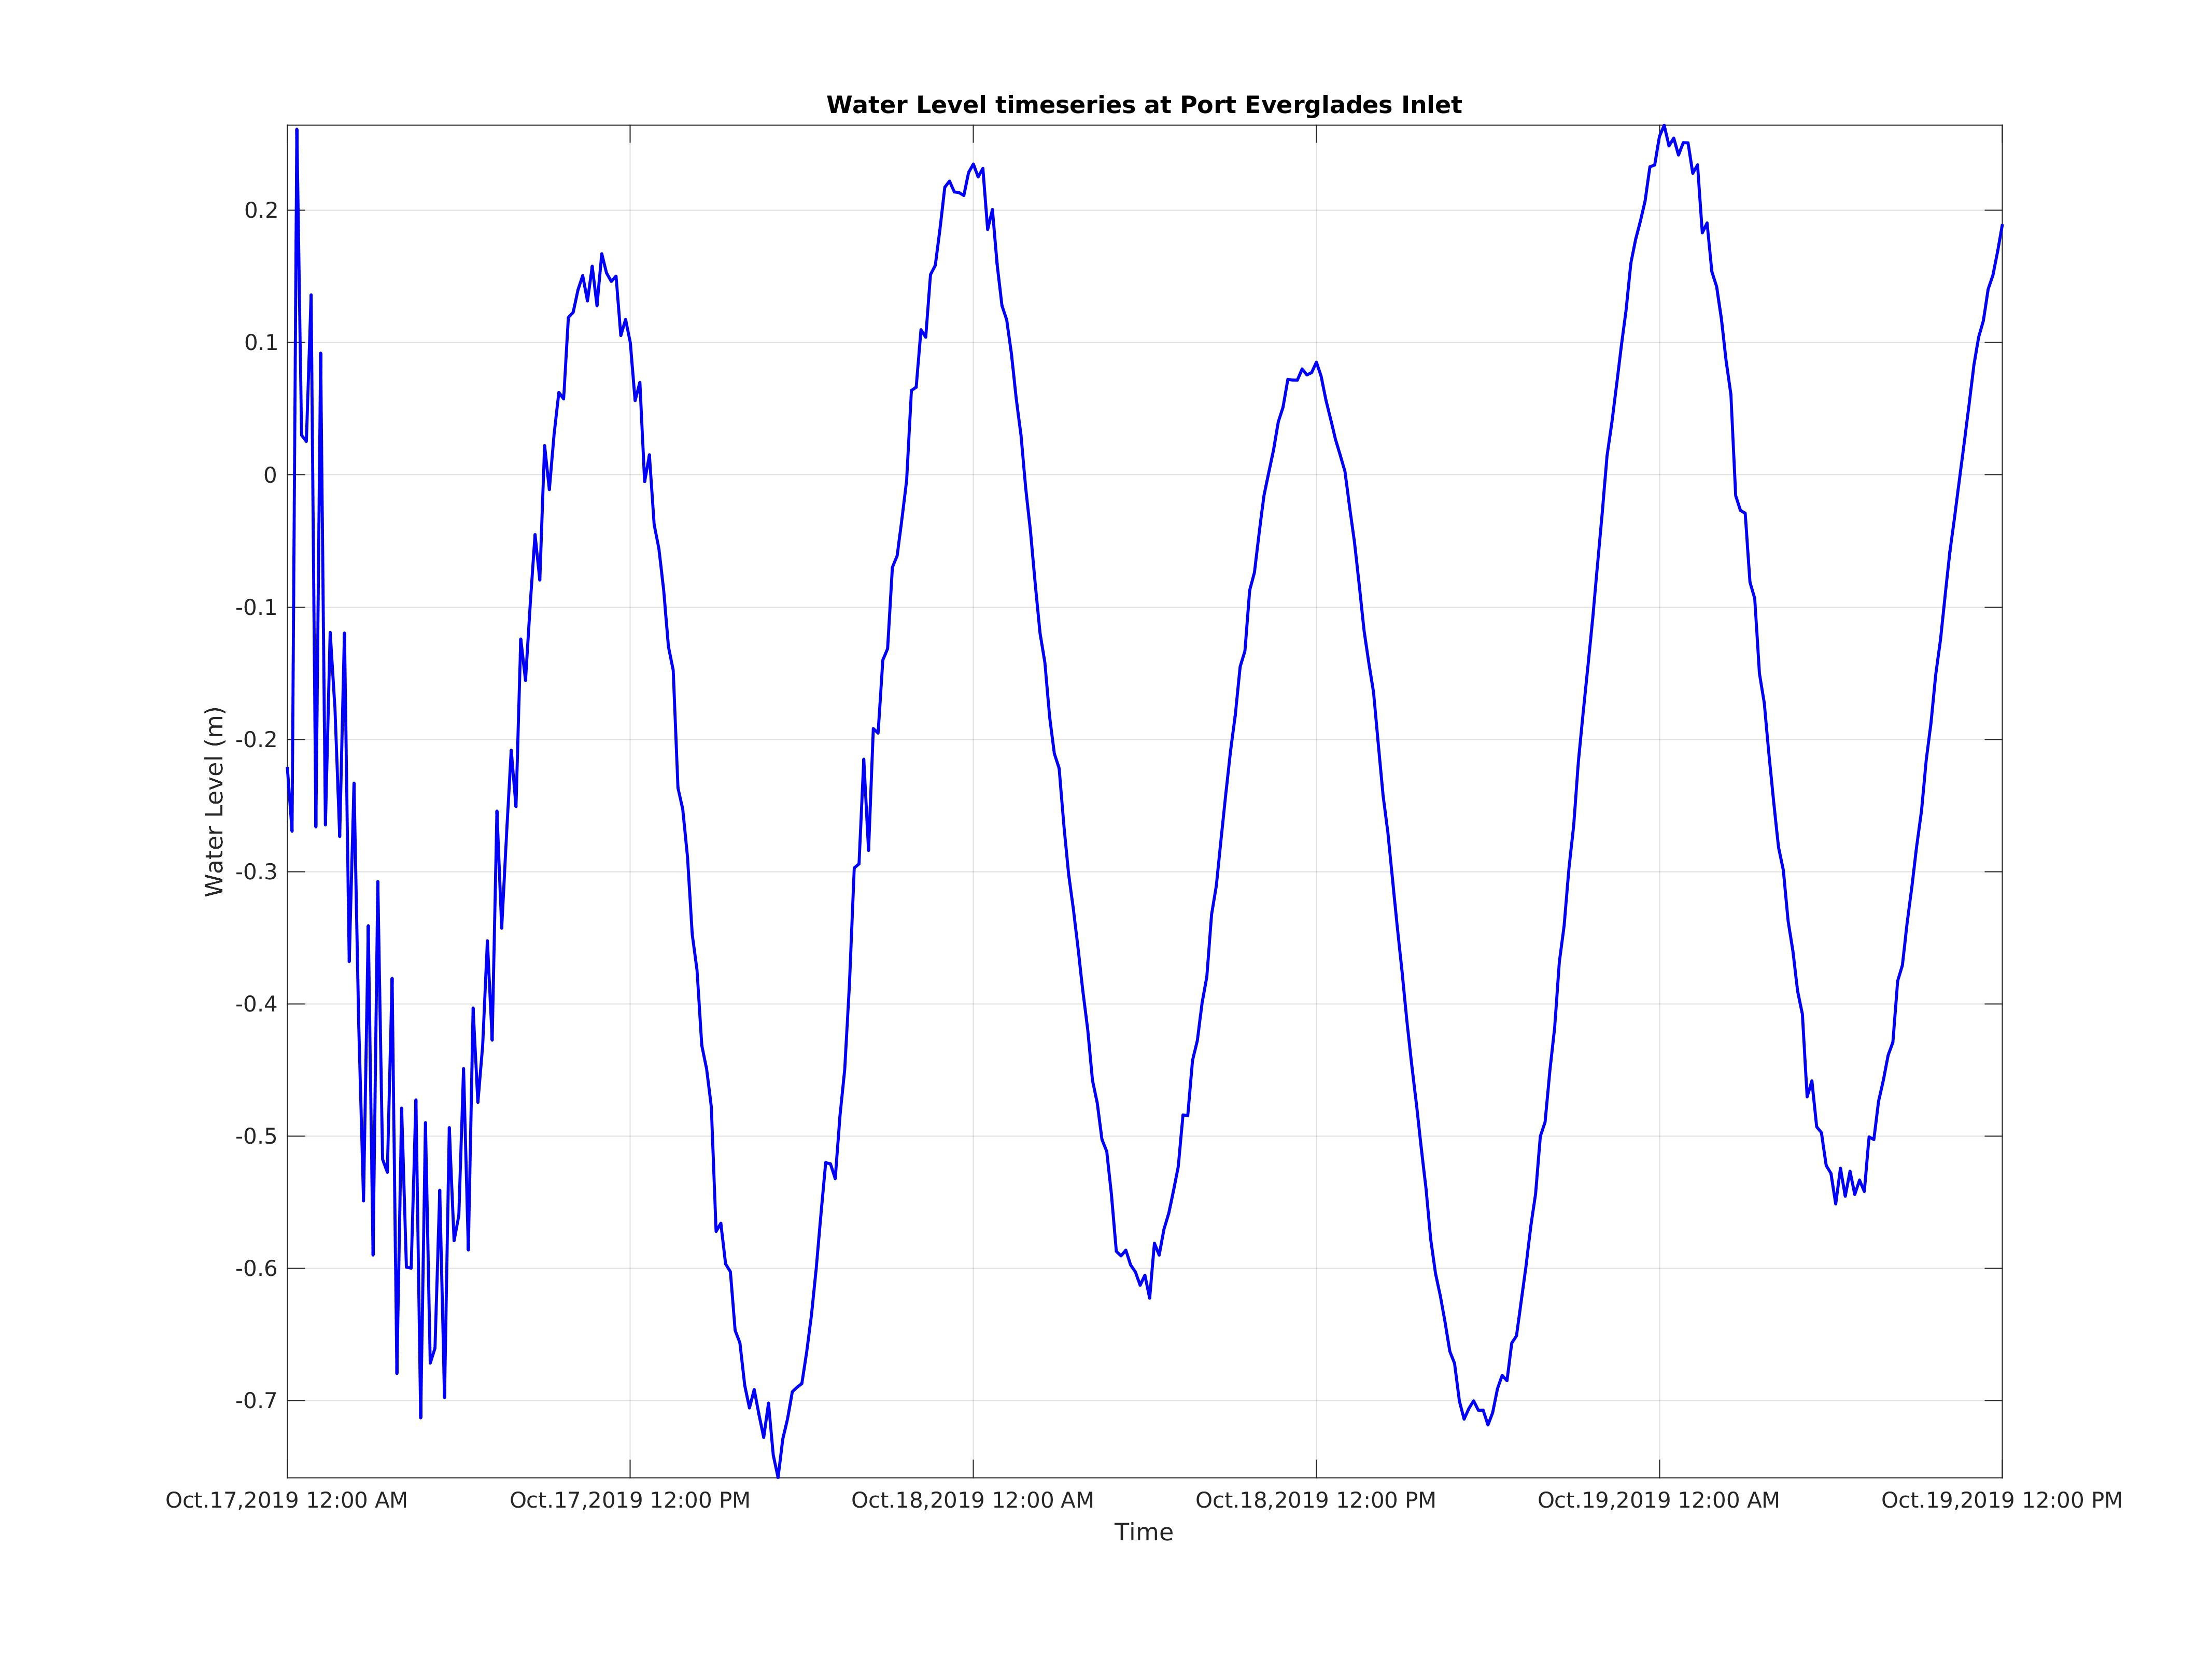 Water Level timeseries at Port Everglades Inlet
0.2
0.1
0
-0.1
-0.2
-0.3
-0.4
-0.5
-0.6
-0.7
Water Level (m)
Oct.17,2019 12:00 AM
Oct.17,2019 12:00 PM
Oct.18,2019 12:00 AM
Oct.18,2019 12:00 PM
Oct.19,2019 12:00 AM
Oct.19,2019 12:00 PM
Time